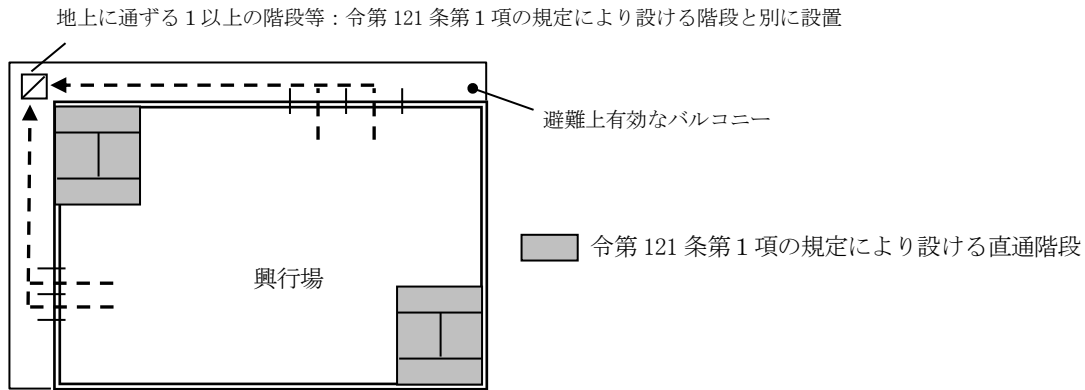 地上に通ずる１以上の階段等：令第 121 条第１項の規定により設ける階段と別に設置
避難上有効なバルコニー
令第 121 条第１項の規定により設ける直通階段
興行場